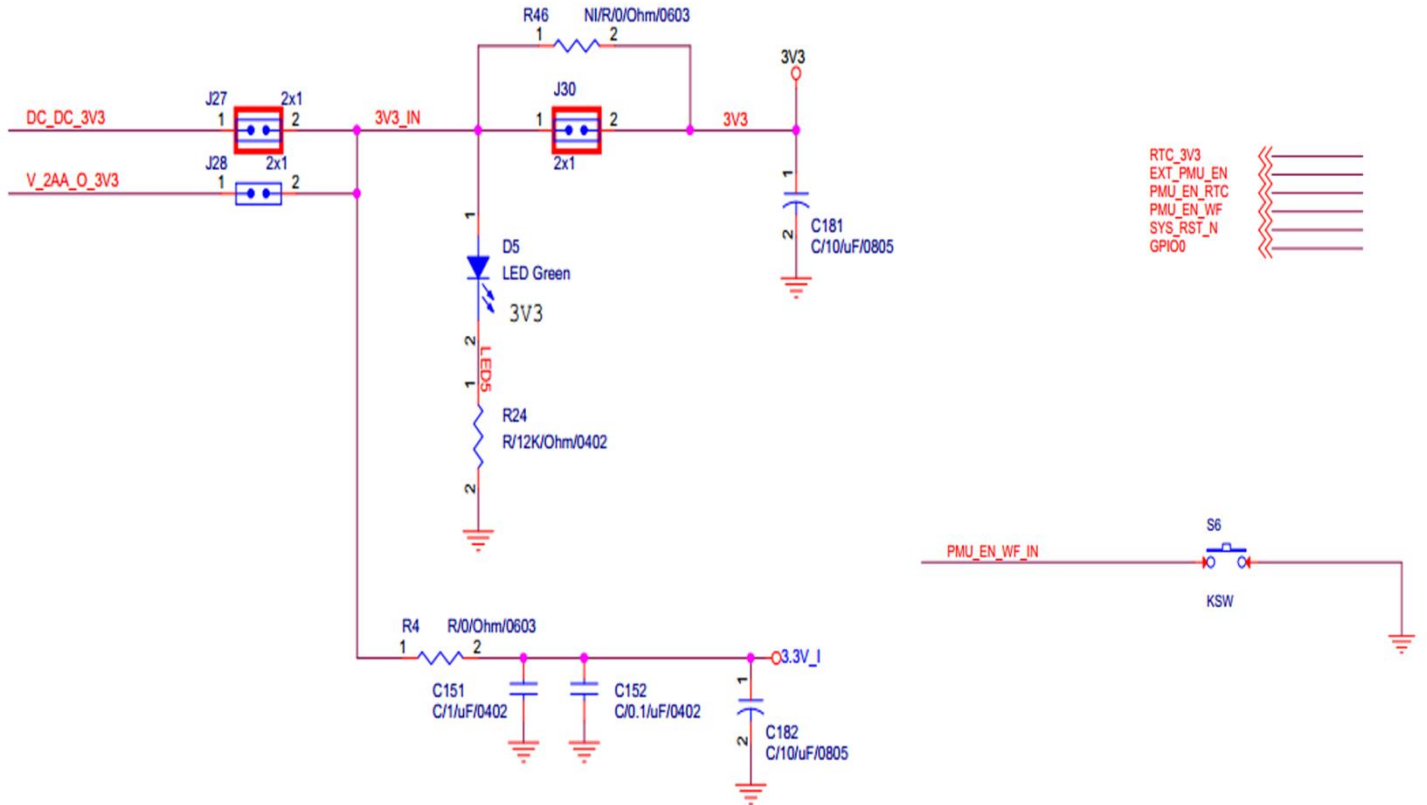 R46 NI/R/0/Ohm/0603
1 2
3V3
J27 2x1
J30
DC_DC_3V3 1 2 3V3_IN 1 2 3V3
J28 2x1
2x1
V_2AA_O_3V3 1 2
RTC_3V3
EXT_PMU_EN
PMU_EN_RTC
PMU_EN_WF
SYS_RST_N
GPIO0
1
C181
2 C/10/uF/0805
1
D5
LED Green
3V3
2
LED5
1
R24
R/12K/Ohm/0402
2
S6
PMU_EN_WF_IN
KSW
R4 R/0/Ohm/0603
1 2
3.3V_I
C151
C/1/uF/0402
C152
C/0.1/uF/0402
1
2
C182
C/10/uF/0805